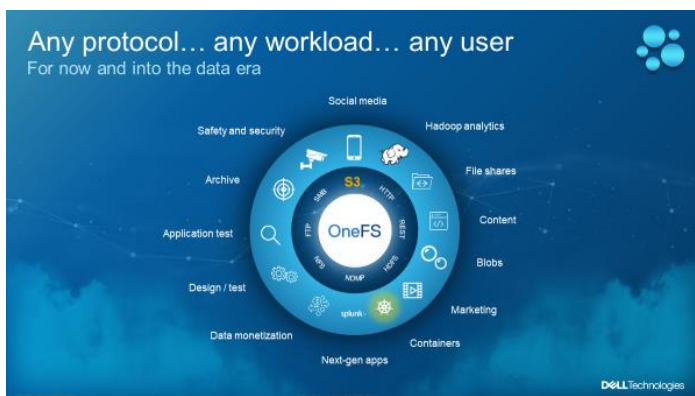 Any protocol... any workload... any user
For now and into the data era
Social media
Safety and security
Hadoop analytics
Archive
File shares
S3
SMB
HTTP
Content
Application test
FTP
OneFS
REST
Blobs
NFS
HDFS
NDMP
Design / test
Marketing
splunk
Data monetization
Containers
Next-gen apps
DELLTechnologies